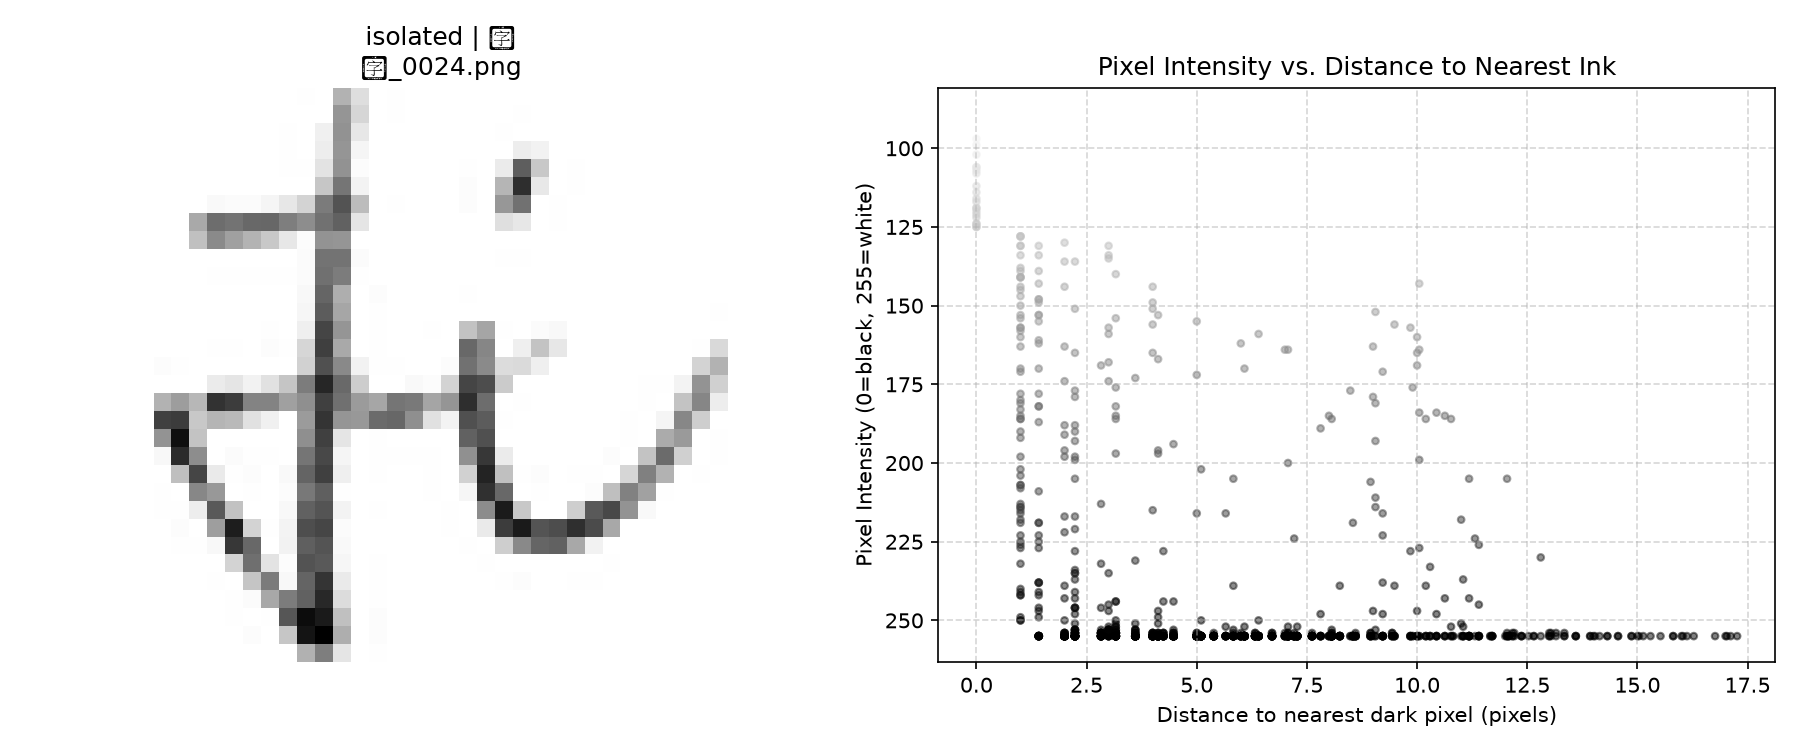 isolated |
_0024.png
Pixel Intensity vs. Distance to Nearest Ink
Pixel Intensity (0=black, 255=white)
100
125
150
175
200
225
250
0.0 2.5 5.0 7.5 10.0 12.5 15.0 17.5
Distance to nearest dark pixel (pixels)